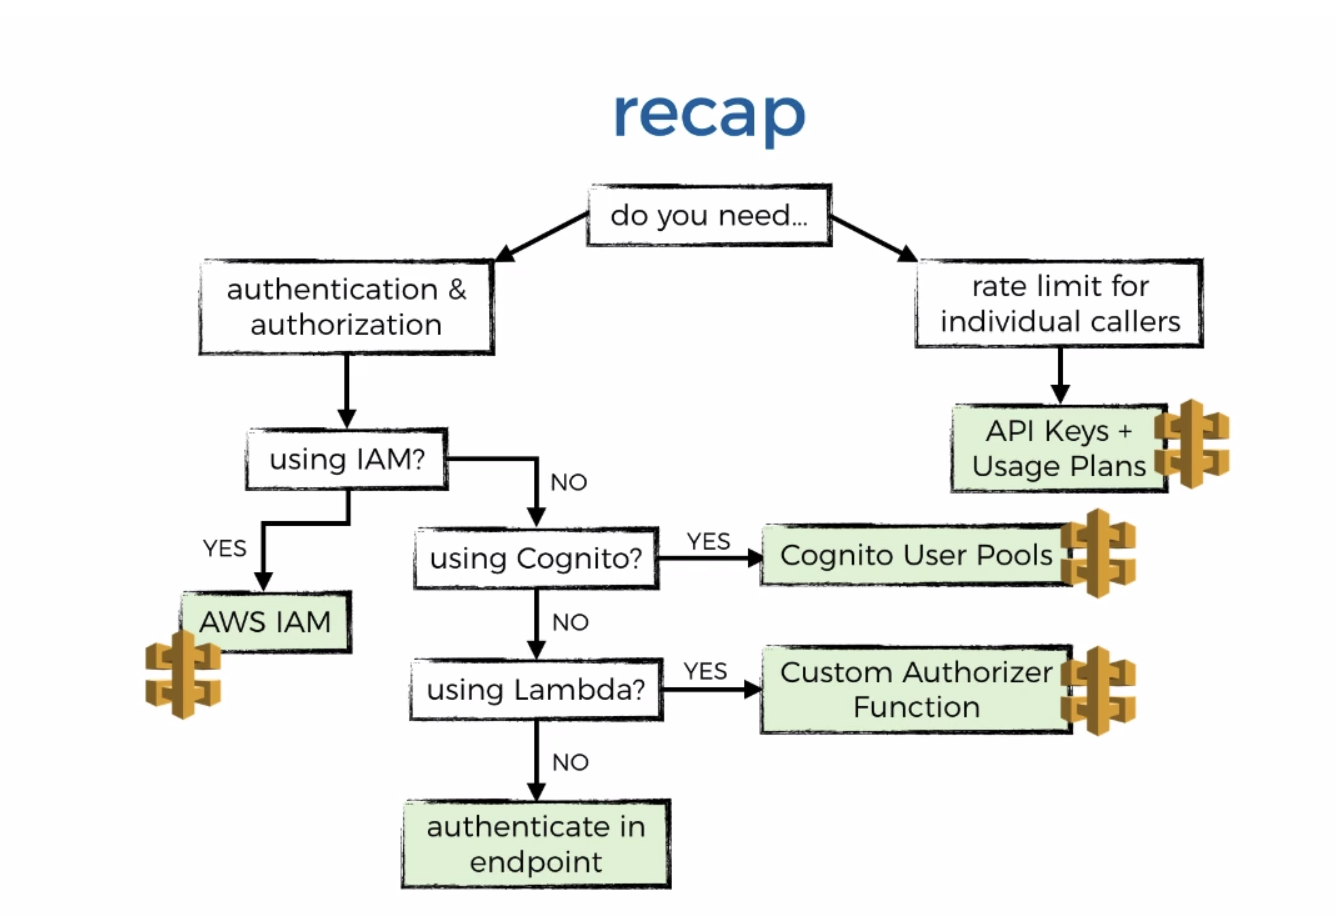 recap
do you need...
authentication &
authorization
rate limit for
individual callers
API Keys +
Usage Plans
using IAM?
NO
YES
using Cognito?
YES
Cognito User Pools
AWS IAM
NO
using Lambda?
YES
Custom Authorizer
Function
NO
authenticate in
endpoint